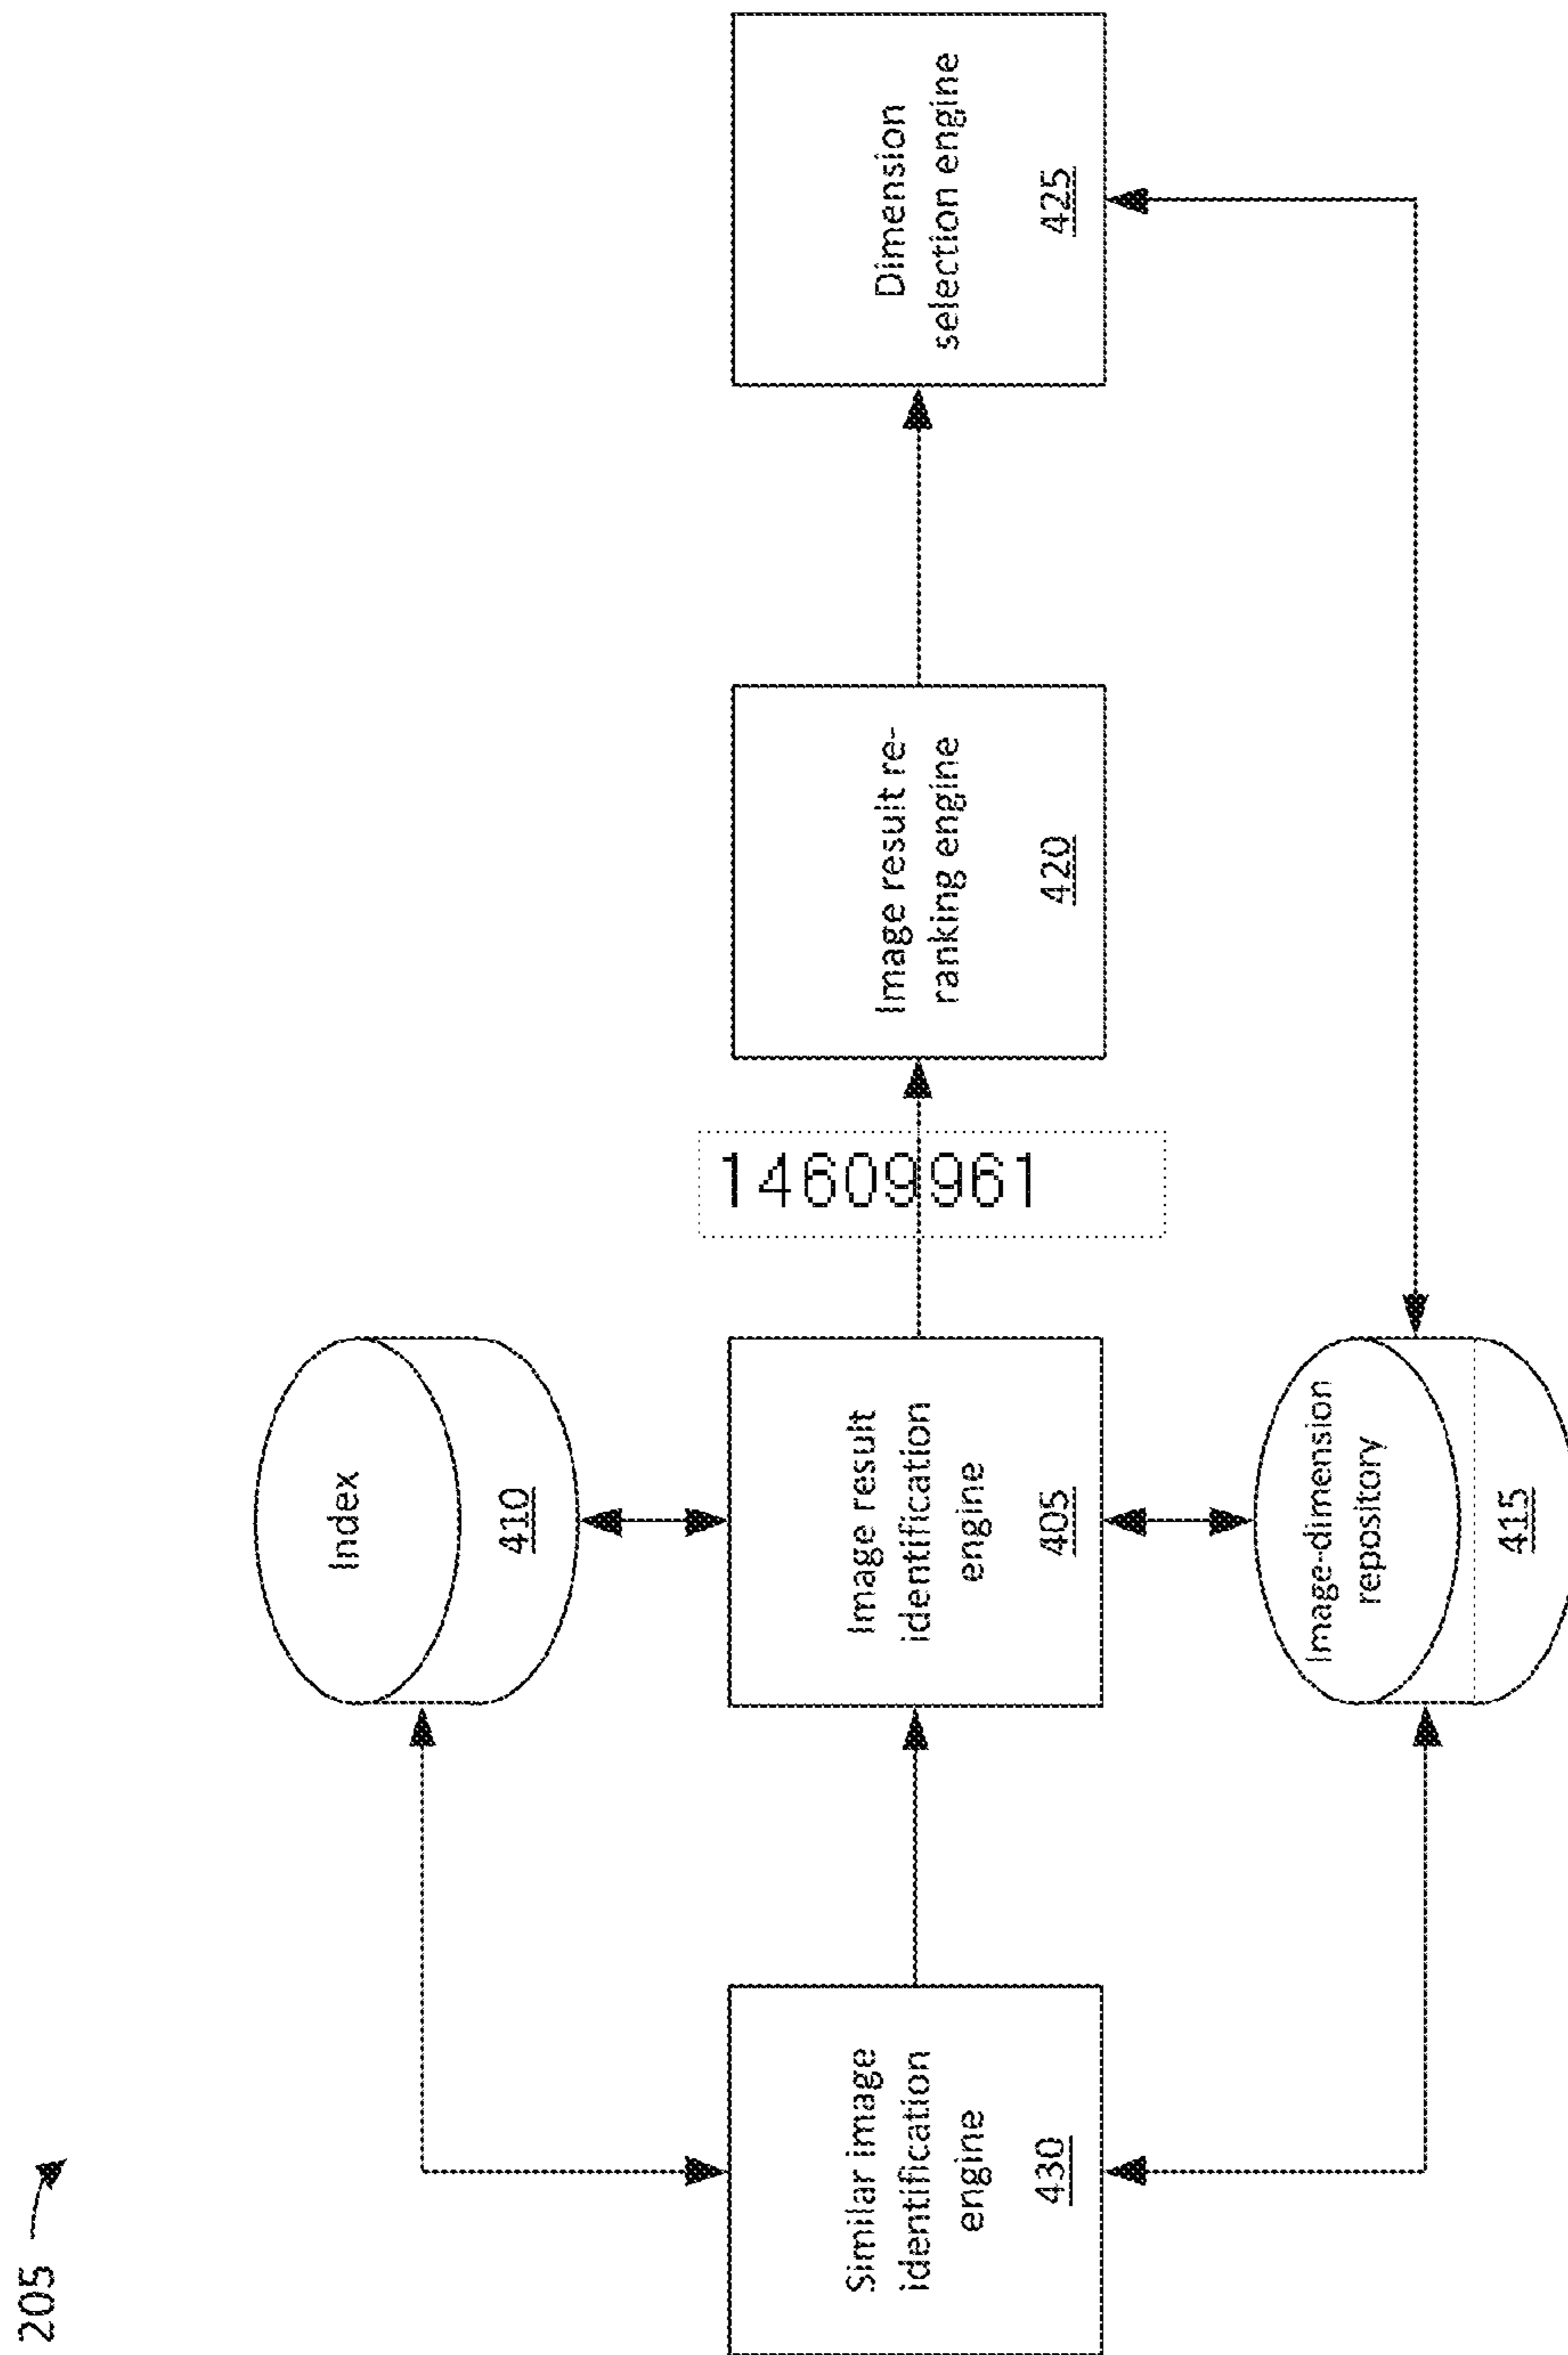 205
Index
410
Similar image
identification
engine
430
Image result
identification
engine
405
Image result re-
ranking engine
420
Dimension
selection engine
425
Image-dimension
repository
415
14609961